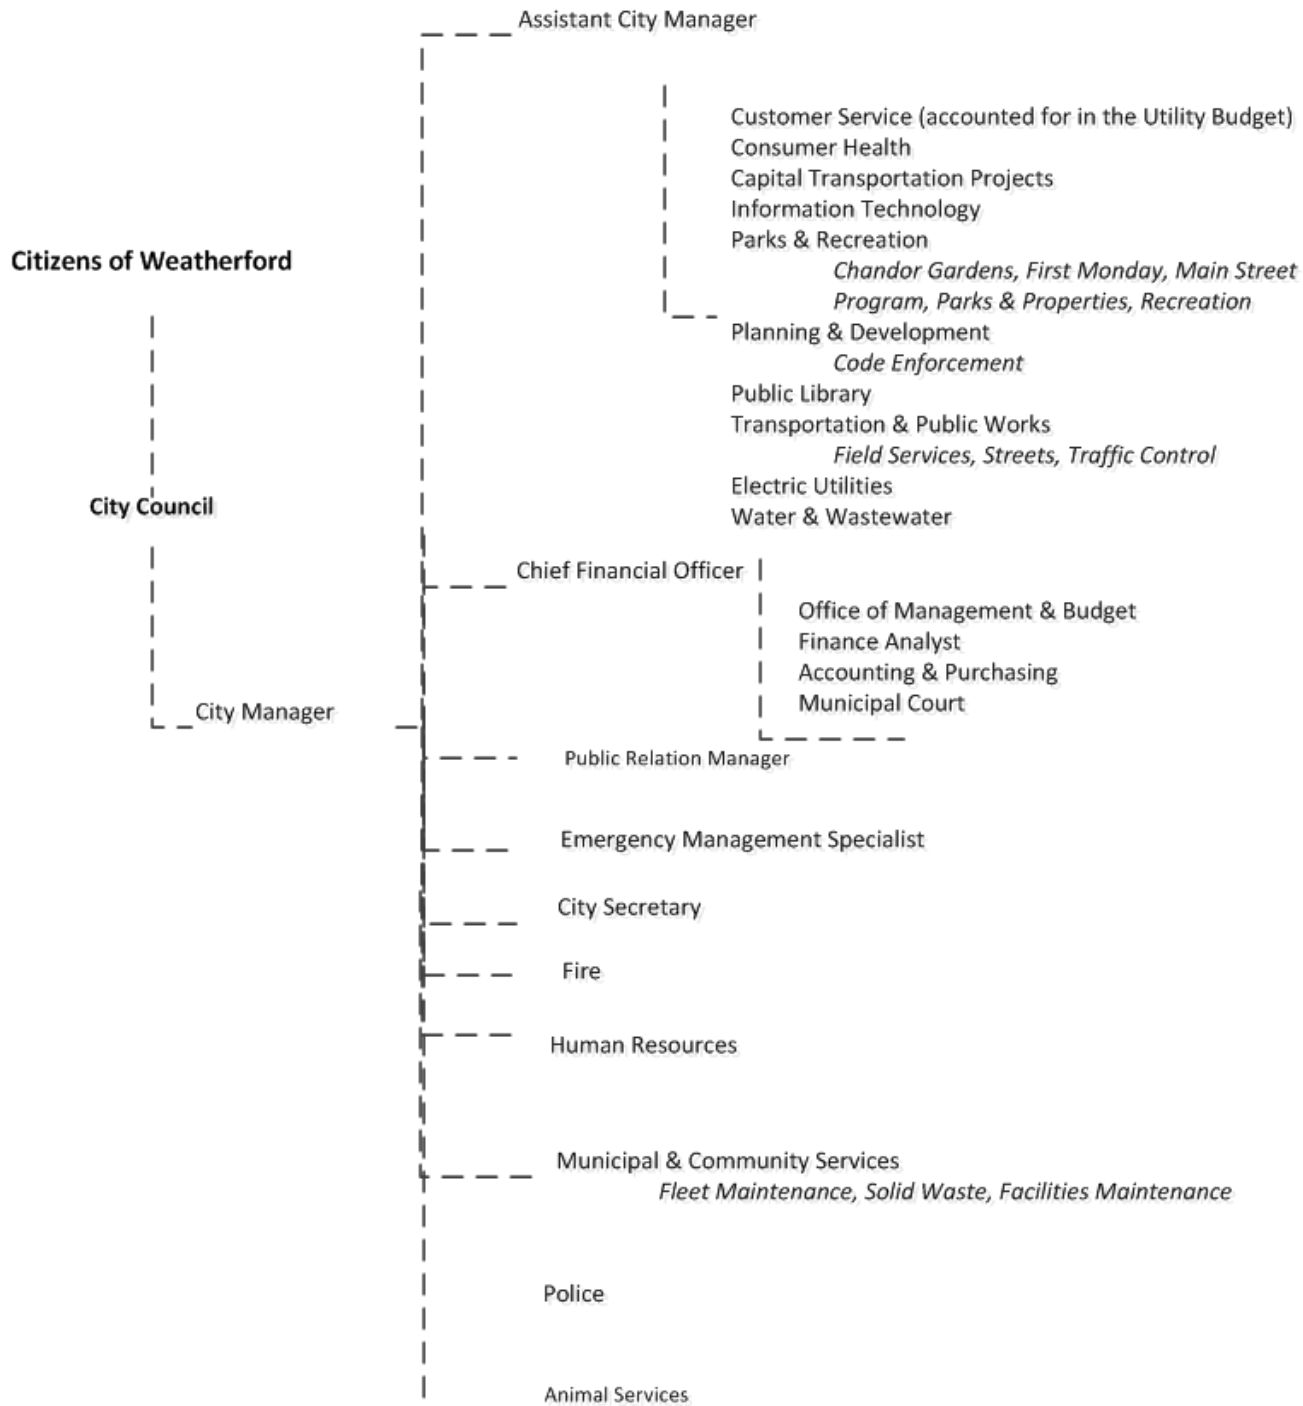 Assistant City Manager
Customer Service (accounted for in the Utility Budget)
Consumer Health
Capital Transportation Projects
Information Technology
Parks & Recreation
Chandor Gardens, First Monday, Main Street
Program, Parks & Properties, Recreation
Planning & Development
Code Enforcement
Public Library
Transportation & Public Works
Field Services, Streets, Traffic Control
Electric Utilities
Water & Wastewater
Citizens of Weatherford
City Council
City Manager
Chief Financial Officer
Office of Management & Budget
Finance Analyst
Accounting & Purchasing
Municipal Court
Public Relation Manager
Emergency Management Specialist
City Secretary
Fire
Human Resources
Municipal & Community Services
Fleet Maintenance, Solid Waste, Facilities Maintenance
Police
Animal Services